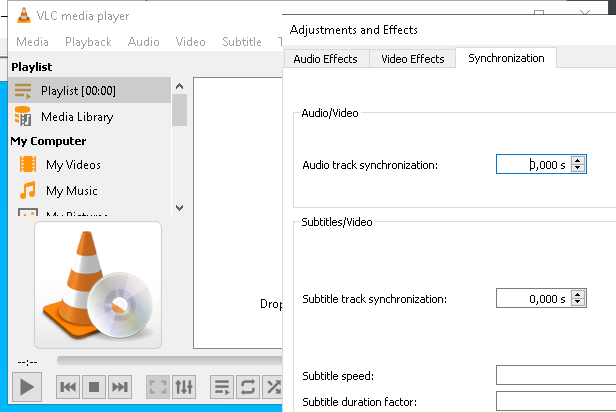 VLC media player
Media Playback Audio Video Subtitle
Playlist
Playlist [00:00]
Media Library
My Computer
My Videos
My Music
My Pictures
--:--
Adjustments and Effects
Audio Effects Video Effects Synchronization
Audio/Video
Audio track synchronization: 0,000 s
Subtitles/Video
Subtitle track synchronization: 0,000 s
Subtitle speed:
Subtitle duration factor:
Drop